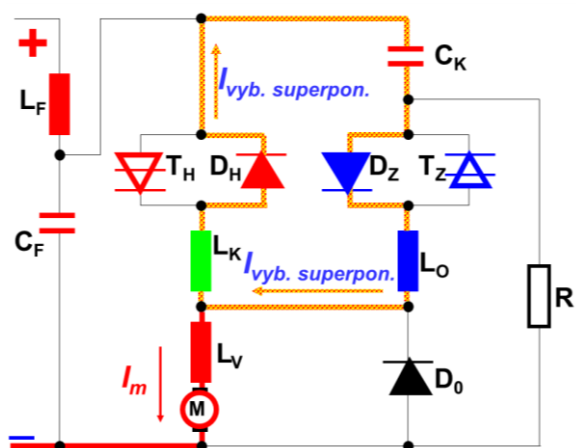 +
L_F
C_K
I_vyb. superpon.
T_H
D_H
D_Z
T_Z
C_F
L_K
I_vyb. superpon.
L_O
R
L_V
I_m
M
D_0
–